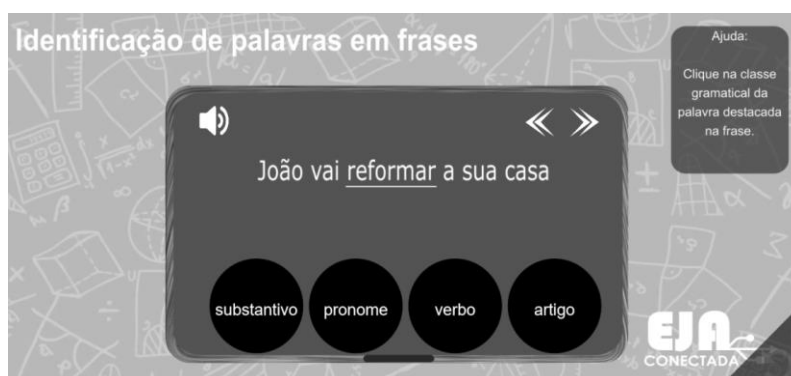 Identificação de palavras em frases
Ajuda:
Clique na classe
gramatical da
palavra destacada
na frase.
João vai reformar a sua casa
substantivo
pronome
verbo
artigo
EJA
CONECTADA